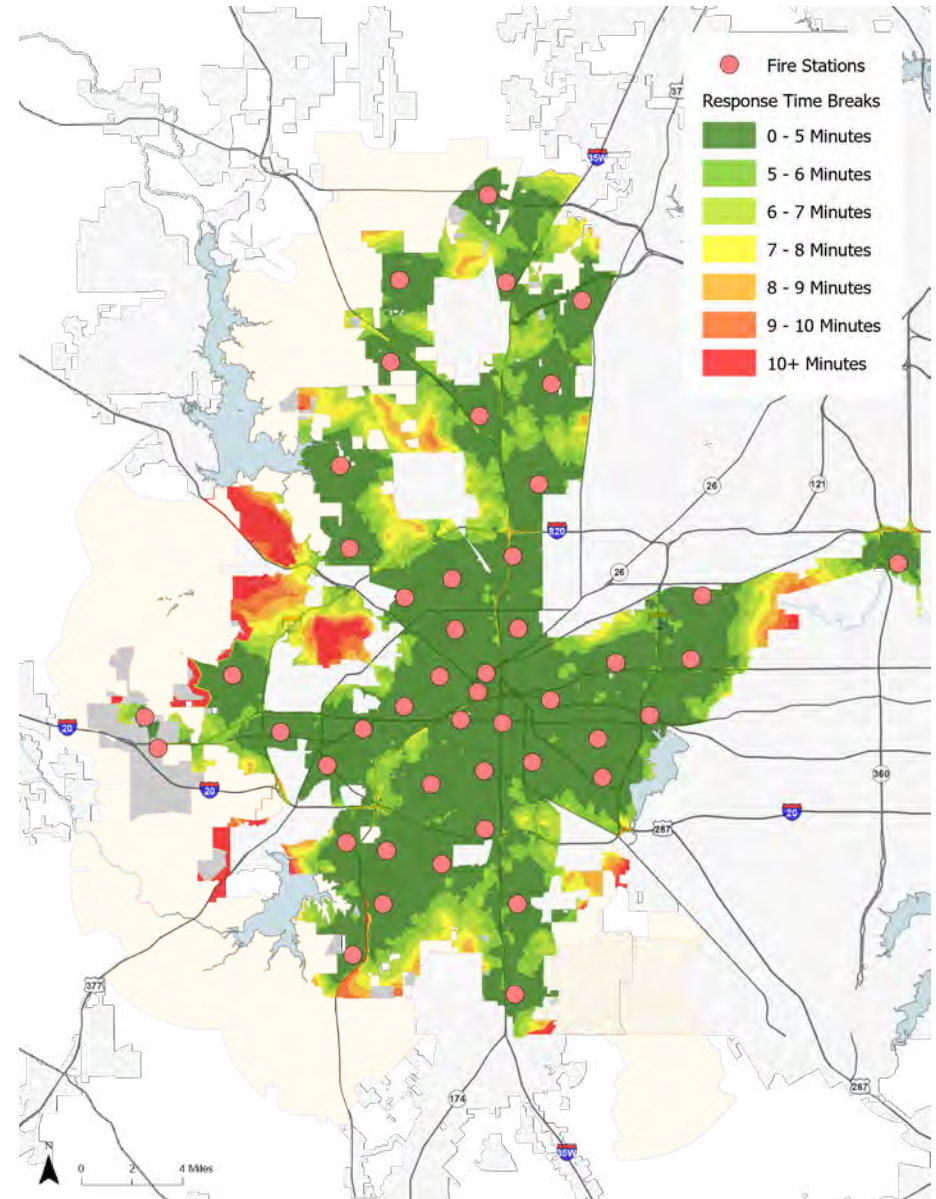 Fire Stations
Response Time Breaks
0 - 5 Minutes
5 - 6 Minutes
6 - 7 Minutes
7 - 8 Minutes
8 - 9 Minutes
9 - 10 Minutes
10+ Minutes
37
35W
26
121
820
26
20
20
360
20
287
377
174
287
35W
N
0 2 4 Miles